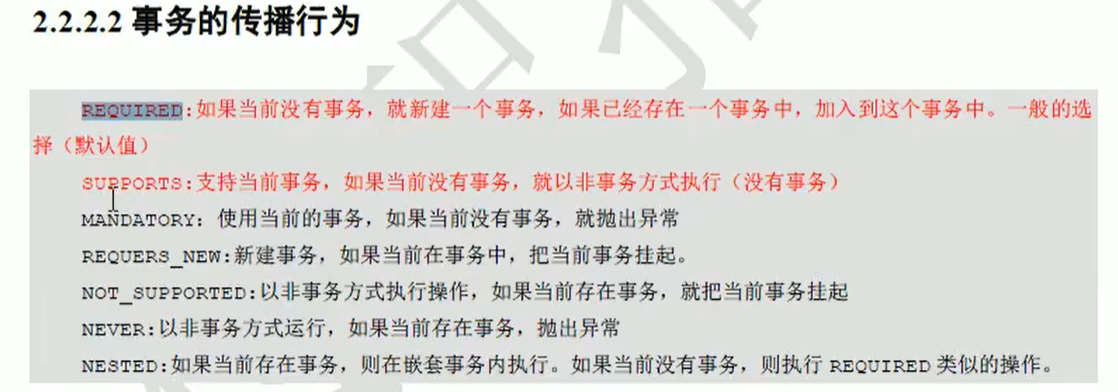 2.2.2.2 事务的传播行为
REQUIRED:如果当前没有事务，就新建一个事务，如果已经存在一个事务中，加入到这个事务中。一般的选
择（默认值）
SUPPORTS:支持当前事务，如果当前没有事务，就以非事务方式执行（没有事务）
MANDATORY: 使用当前的事务，如果当前没有事务，就抛出异常
REQUERS_NEW:新建事务，如果当前在事务中，把当前事务挂起。
NOT_SUPPORTED:以非事务方式执行操作，如果当前存在事务，就把当前事务挂起
NEVER:以非事务方式运行，如果当前存在事务，抛出异常
NESTED:如果当前存在事务，则在嵌套事务内执行。如果当前没有事务，则执行 REQUIRED 类似的操作。